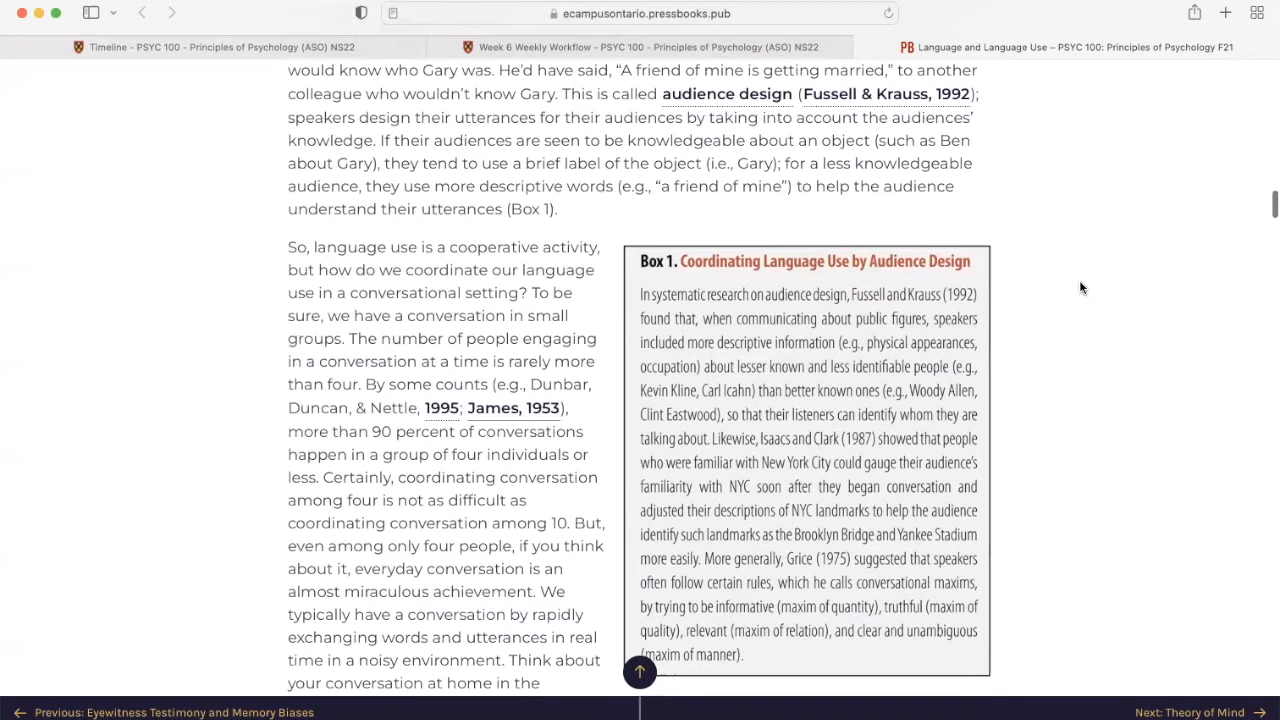 ecampusontario.pressbooks.pub
Timeline - PSYC 100 - Principles of Psychology (ASO) NS22
Week 6 Weekly Workflow - PSYC 100 - Principles of Psychology (ASO) NS22
PB Language and Language Use – PSYC 100: Principles of Psychology F21
would know who Gary was. He’d have said, “A friend of mine is getting married,” to another
colleague who wouldn’t know Gary. This is called audience design (Fussell & Krauss, 1992);
speakers design their utterances for their audiences by taking into account the audiences’
knowledge. If their audiences are seen to be knowledgeable about an object (such as Ben
about Gary), they tend to use a brief label of the object (i.e., Gary); for a less knowledgeable
audience, they use more descriptive words (e.g., “a friend of mine”) to help the audience
understand their utterances (Box 1).
So, language use is a cooperative activity,
but how do we coordinate our language
use in a conversational setting? To be
sure, we have a conversation in small
groups. The number of people engaging
in a conversation at a time is rarely more
than four. By some counts (e.g., Dunbar,
Duncan, & Nettle, 1995; James, 1953),
more than 90 percent of conversations
happen in a group of four individuals or
less. Certainly, coordinating conversation
among four is not as difficult as
coordinating conversation among 10. But,
even among only four people, if you think
about it, everyday conversation is an
almost miraculous achievement. We
typically have a conversation by rapidly
exchanging words and utterances in real
time in a noisy environment. Think about
your conversation at home in the
Box 1. Coordinating Language Use by Audience Design
In systematic research on audience design, Fussell and Krauss (1992)
found that, when communicating about public figures, speakers
included more descriptive information (e.g., physical appearances,
occupation) about lesser known and less identifiable people (e.g.,
Kevin Kline, Carl Icahn) than better known ones (e.g., Woody Allen,
Clint Eastwood), so that their listeners can identify whom they are
talking about. Likewise, Isaacs and Clark (1987) showed that people
who were familiar with New York City could gauge their audience’s
familiarity with NYC soon after they began conversation and
adjusted their descriptions of NYC landmarks to help the audience
identify such landmarks as the Brooklyn Bridge and Yankee Stadium
more easily. More generally, Grice (1975) suggested that speakers
often follow certain rules, which he calls conversational maxims,
by trying to be informative (maxim of quantity), truthful (maxim of
quality), relevant (maxim of relation), and clear and unambiguous
(maxim of manner).
← Previous: Eyewitness Testimony and Memory Biases
Next: Theory of Mind →